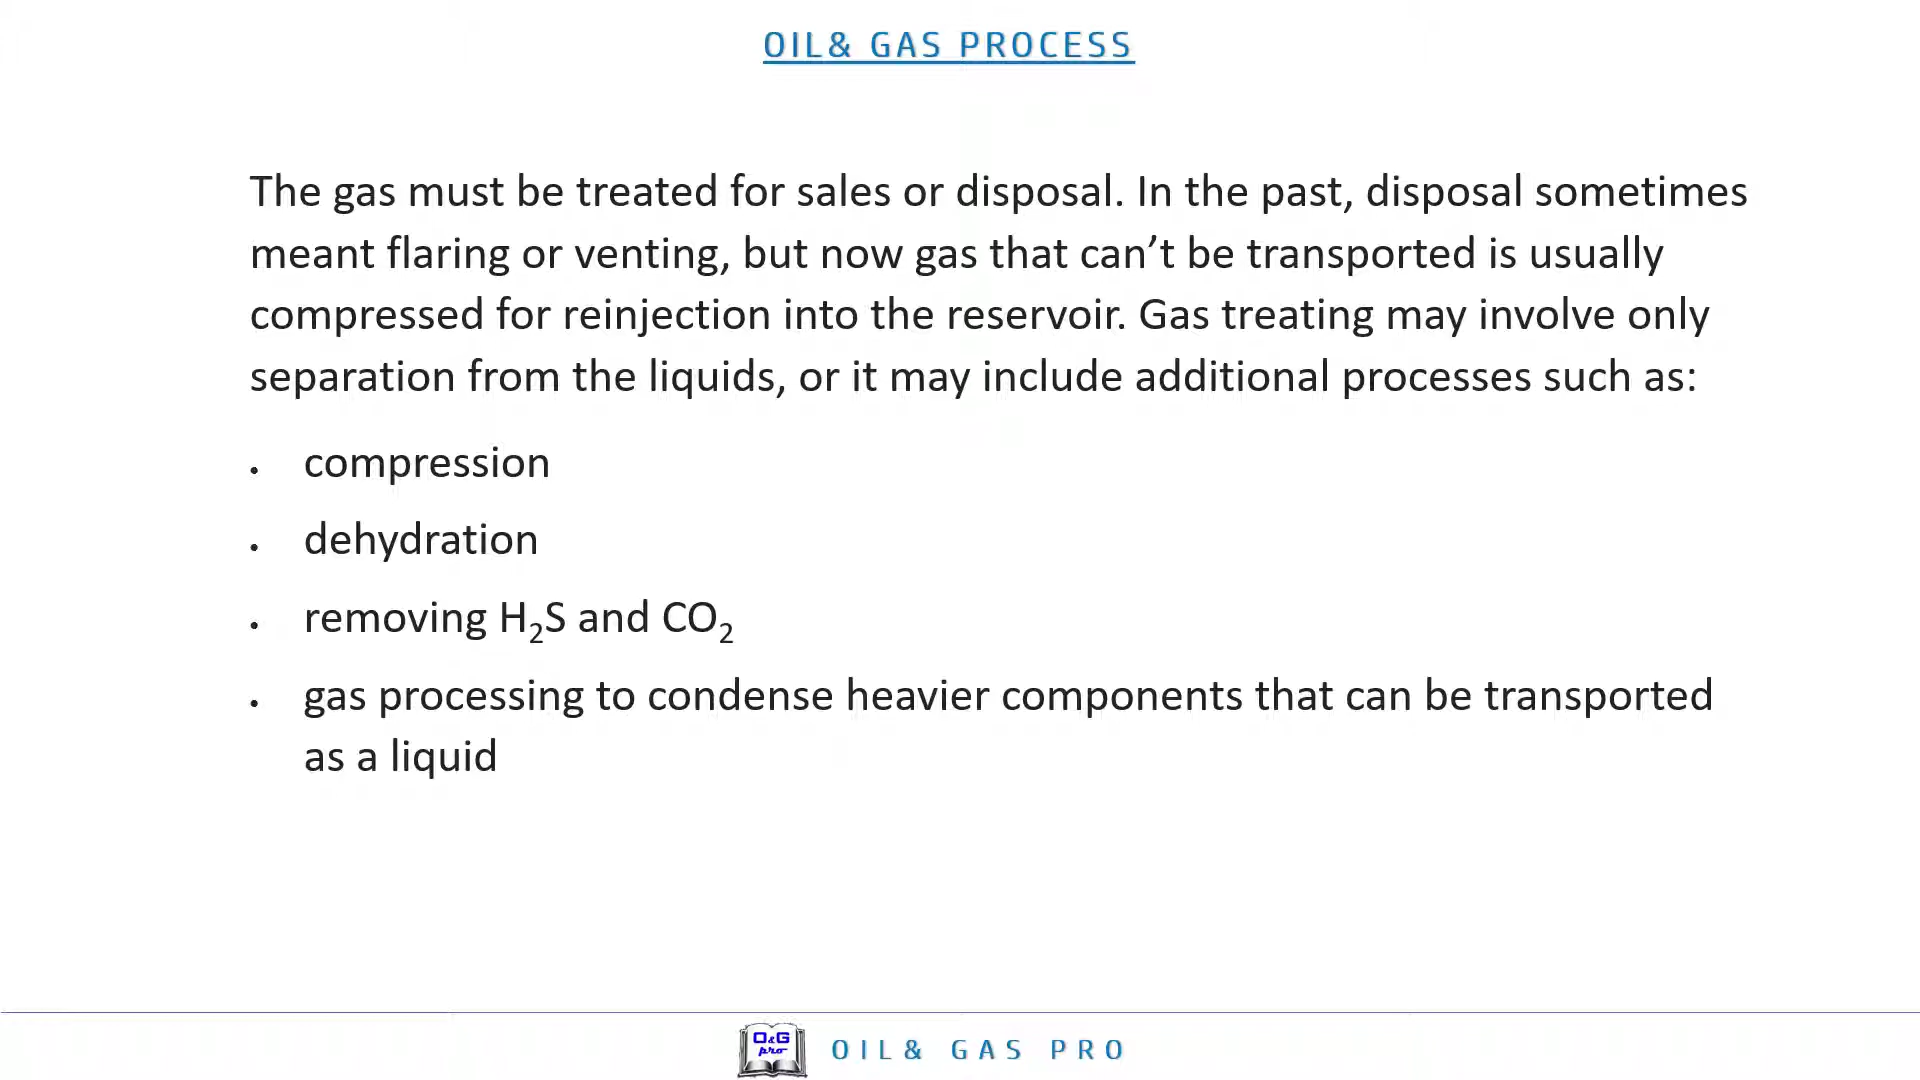 OIL& GAS PROCESS
The gas must be treated for sales or disposal. In the past, disposal sometimes
meant flaring or venting, but now gas that can’t be transported is usually
compressed for reinjection into the reservoir. Gas treating may involve only
separation from the liquids, or it may include additional processes such as:
• compression
• dehydration
• removing H₂S and CO₂
• gas processing to condense heavier components that can be transported
as a liquid
O&G
pro
OIL& GAS PRO